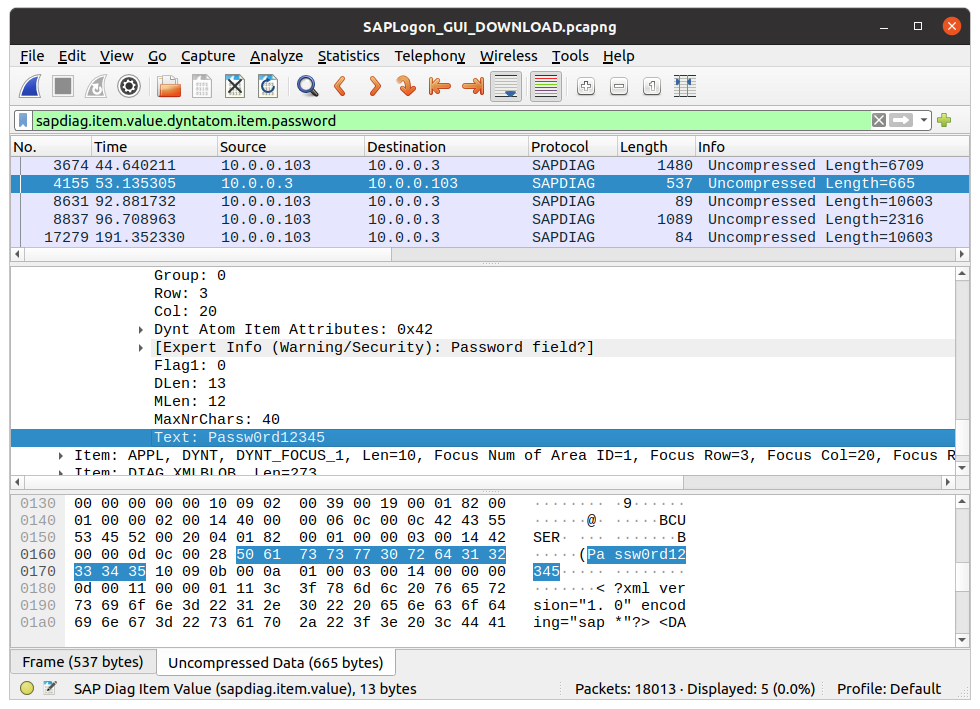 SAPLogon_GUI_DOWNLOAD.pcapng
File Edit View Go Capture Analyze Statistics Telephony Wireless Tools Help
sapdiag.item.value.dyntatom.item.password
No. Time Source Destination Protocol Length Info
3674 44.640211 10.0.0.103 10.0.0.3 SAPDIAG 1480 Uncompressed Length=6709
4155 53.135305 10.0.0.3 10.0.0.103 SAPDIAG 537 Uncompressed Length=665
8631 92.881732 10.0.0.103 10.0.0.3 SAPDIAG 89 Uncompressed Length=10603
8837 96.708963 10.0.0.103 10.0.0.3 SAPDIAG 1089 Uncompressed Length=2316
17279 191.352330 10.0.0.103 10.0.0.3 SAPDIAG 84 Uncompressed Length=10603
Group: 0
Row: 3
Col: 20
Dynt Atom Item Attributes: 0x42
[Expert Info (Warning/Security): Password field?]
Flag1: 0
DLen: 13
MLen: 12
MaxNrChars: 40
Text: Passw0rd12345
Item: APPL, DYNT, DYNT_FOCUS_1, Len=10, Focus Num of Area ID=1, Focus Row=3, Focus Col=20, Focus R
Item: DIAG_XMLBLOB, Len=273
0130 00 00 00 00 00 10 09 02 00 39 00 19 00 01 82 00 ········ ·9······
0140 01 00 00 02 00 14 40 00 00 06 0c 00 0c 42 43 55 ······@· ·····BCU
0150 53 45 52 00 20 04 01 82 00 01 00 00 03 00 14 42 SER· ··· ·······B
0160 00 00 0d 0c 00 28 50 61 73 73 77 30 72 64 31 32 ·····(Pa ssw0rd12
0170 33 34 35 10 09 0b 00 0a 01 00 03 00 14 00 00 00 345····· ········
0180 0d 00 11 00 00 01 11 3c 3f 78 6d 6c 20 76 65 72 ·······< ?xml ver
0190 73 69 6f 6e 3d 22 31 2e 30 22 20 65 6e 63 6f 64 sion="1. 0" encod
01a0 69 6e 67 3d 22 73 61 70 2a 22 3f 3e 20 3c 44 41 ing="sap *"?> <DA
Frame (537 bytes) Uncompressed Data (665 bytes)
SAP Diag Item Value (sapdiag.item.value), 13 bytes Packets: 18013 · Displayed: 5 (0.0%) Profile: Default